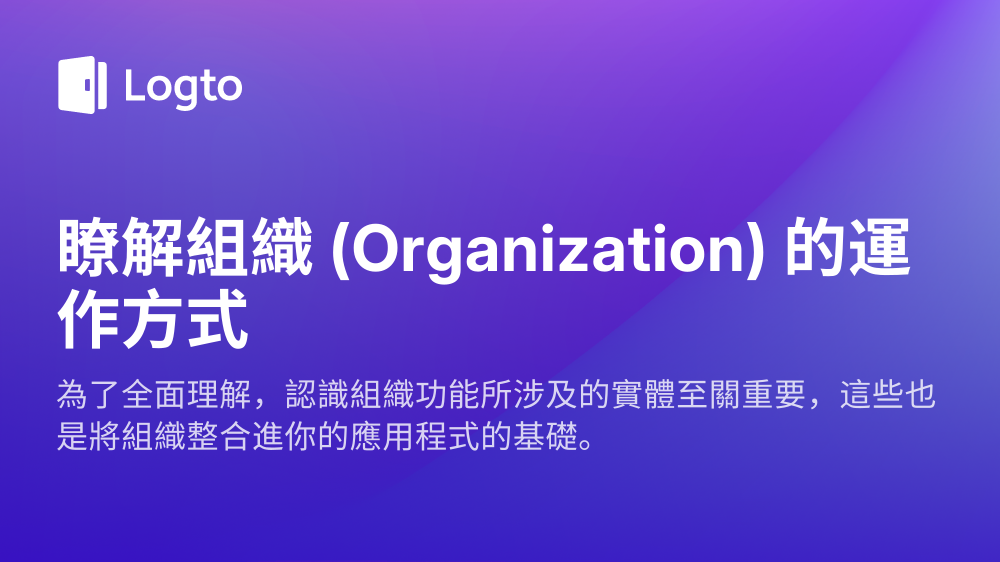 Logto
瞭解組織 (Organization) 的運
作方式
為了全面理解，認識組織功能所涉及的實體至關重要，這些也
是將組織整合進你的應用程式的基礎。